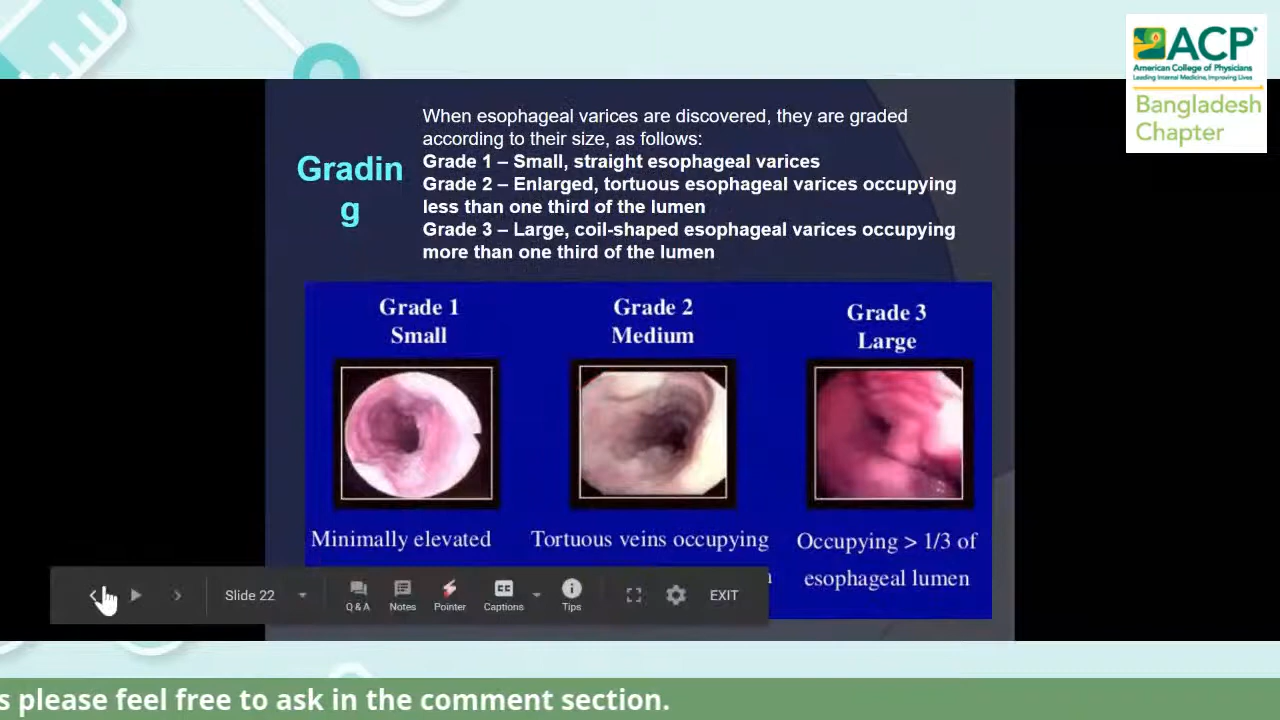 ACP
American College of Physicians
Leading Internal Medicine, Improving Lives
Bangladesh
Chapter
Gradin
g
When esophageal varices are discovered, they are graded
according to their size, as follows:
Grade 1 – Small, straight esophageal varices
Grade 2 – Enlarged, tortuous esophageal varices occupying
less than one third of the lumen
Grade 3 – Large, coil-shaped esophageal varices occupying
more than one third of the lumen
Grade 1
Small
Grade 2
Medium
Grade 3
Large
Minimally elevated
Tortuous veins occupying
Occupying > 1/3 of
esophageal lumen
Slide 22
Q & A
Notes
Pointer
Captions
Tips
EXIT
s please feel free to ask in the comment section.